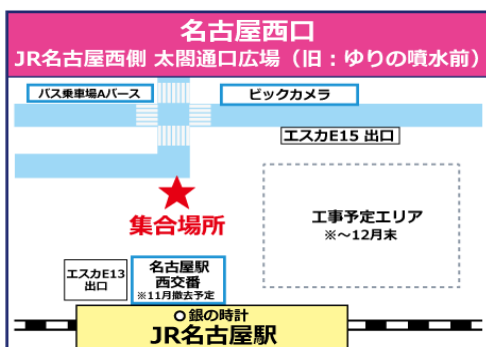 名古屋西口
JR名古屋西側 太閤通口広場（旧：ゆりの噴水前）
バス乗車場Aバース
ビックカメラ
エスカE15 出口
集合場所
工事予定エリア
※～12月末
エスカE13
出口
名古屋駅
西交番
※11月撤去予定
銀の時計
JR名古屋駅